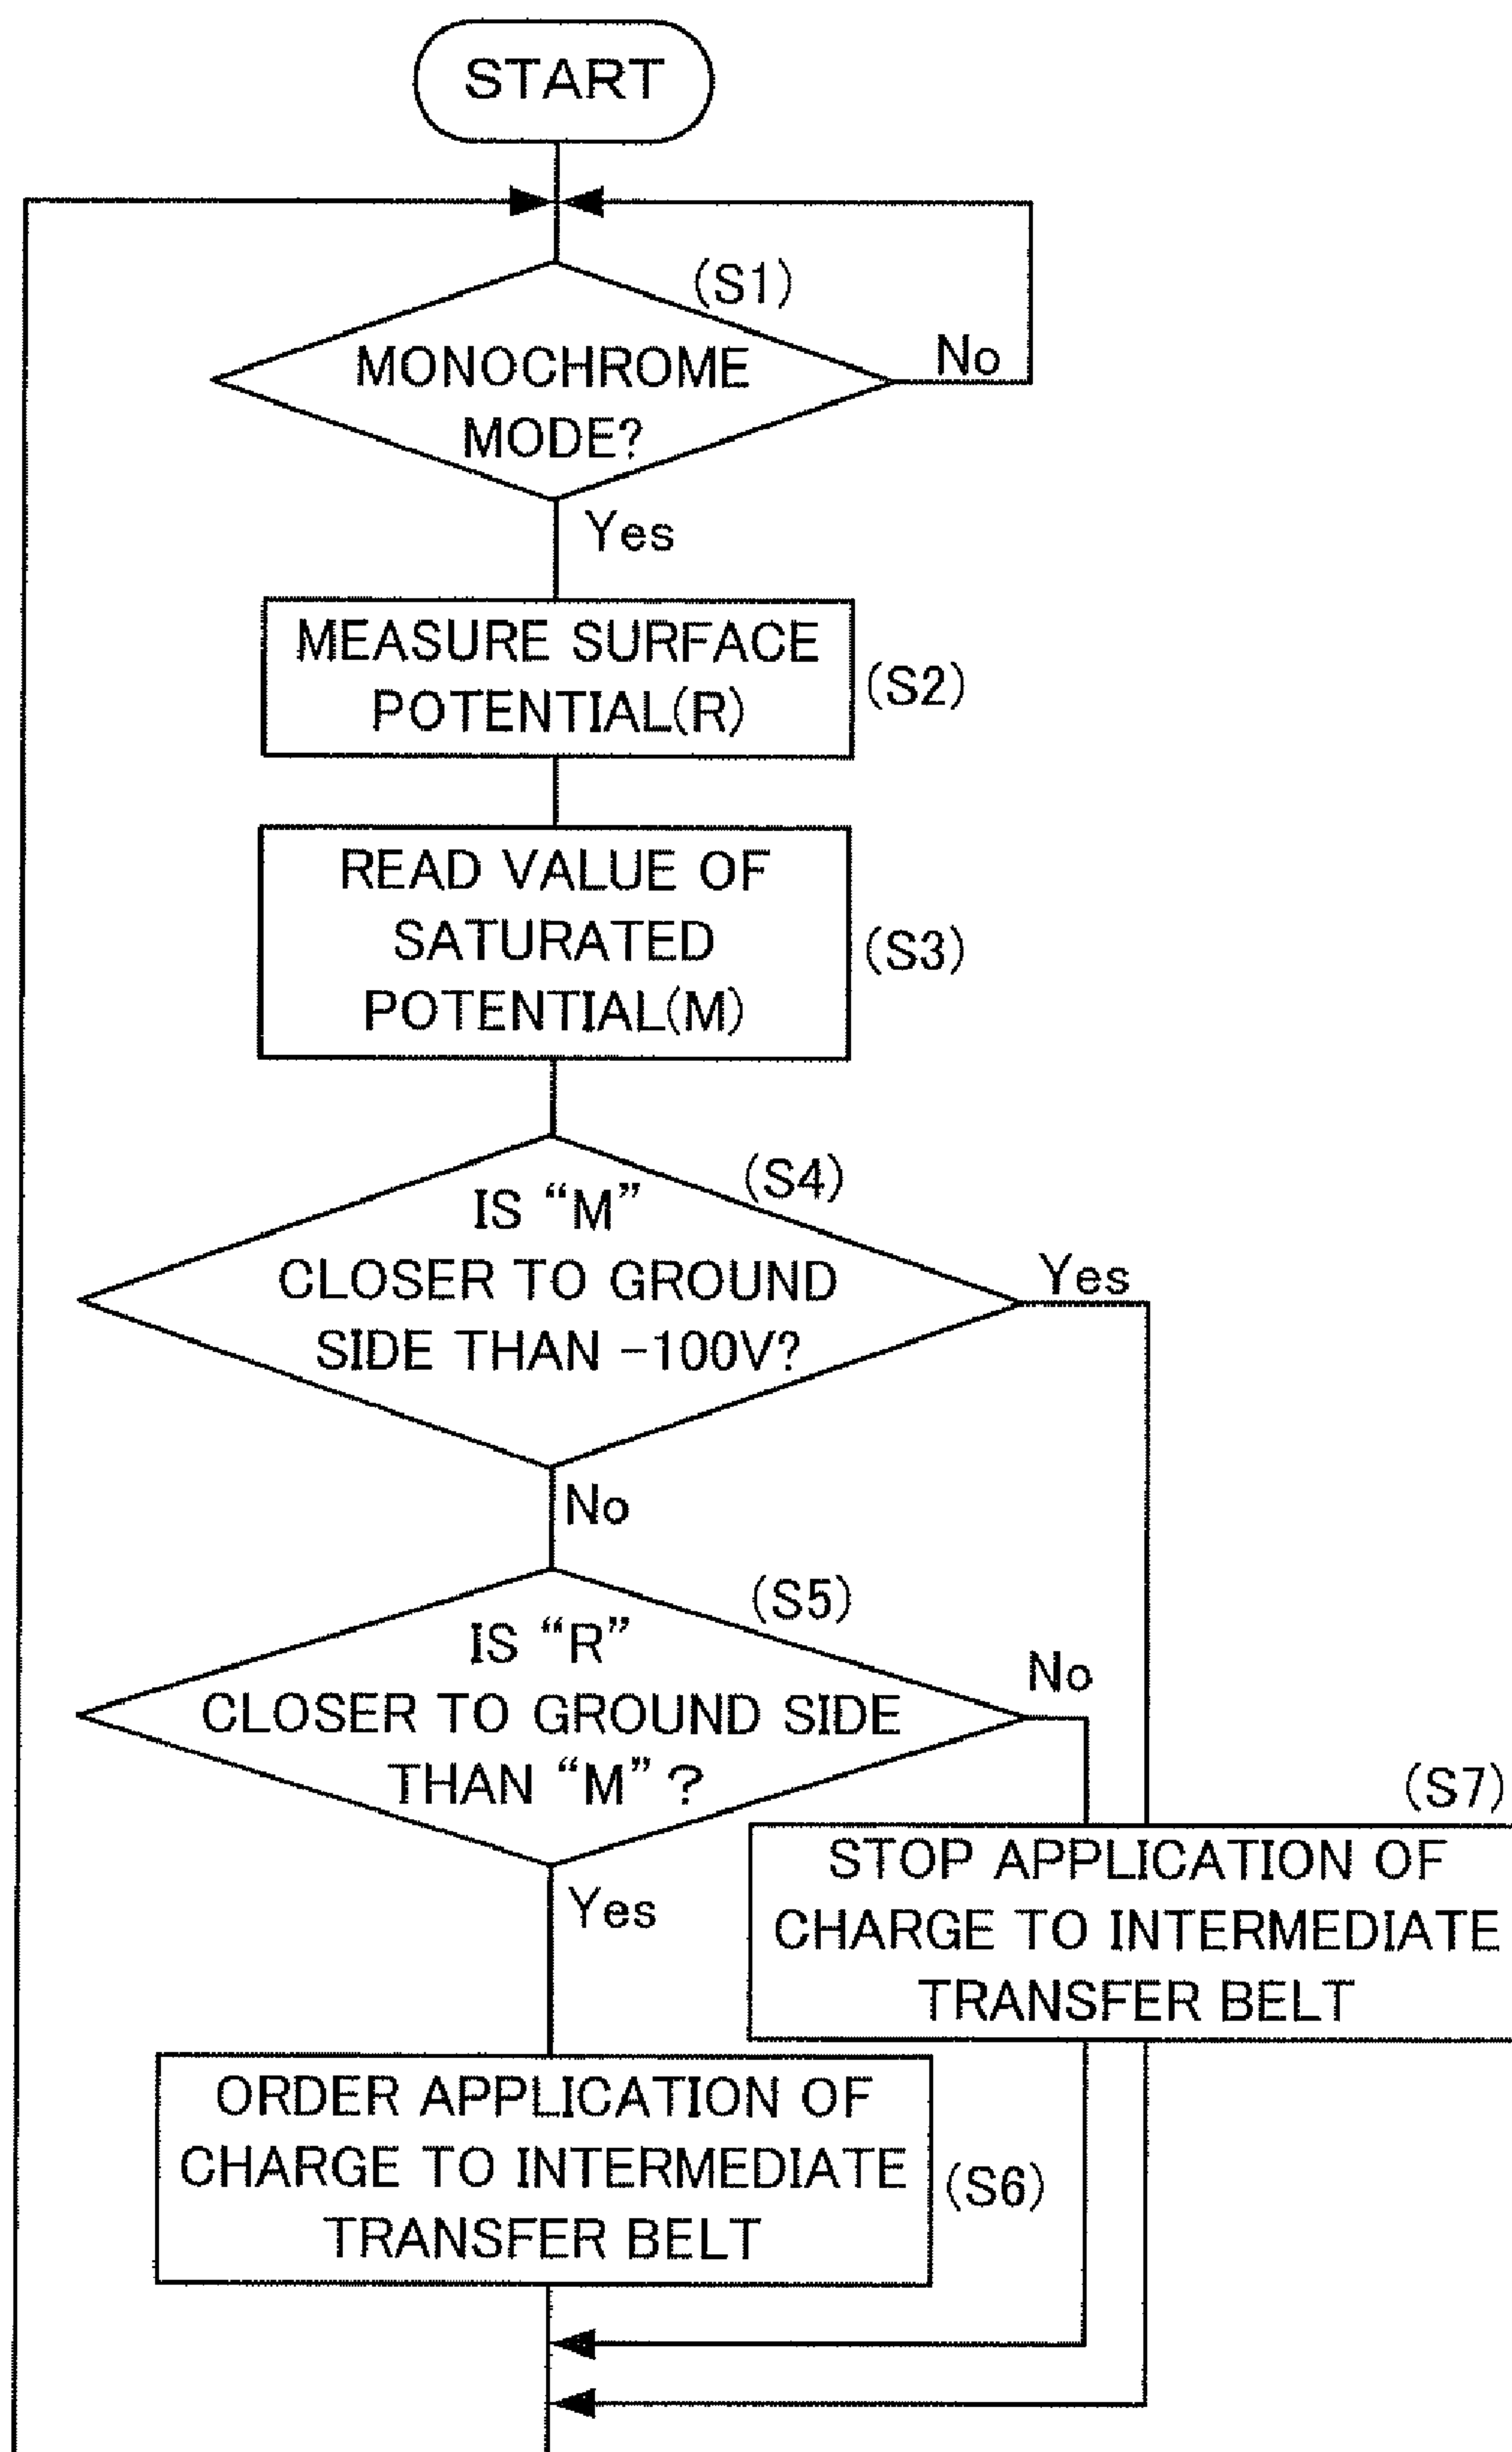 START
(S1)
MONOCHROME
MODE?
No
Yes
MEASURE SURFACE
POTENTIAL(R)
(S2)
READ VALUE OF
SATURATED
POTENTIAL(M)
(S3)
(S4)
IS “M”
CLOSER TO GROUND
SIDE THAN -100V?
Yes
No
(S5)
IS “R”
CLOSER TO GROUND SIDE
THAN “M” ?
No
Yes
(S7)
STOP APPLICATION OF
CHARGE TO INTERMEDIATE
TRANSFER BELT
ORDER APPLICATION OF
CHARGE TO INTERMEDIATE
TRANSFER BELT
(S6)